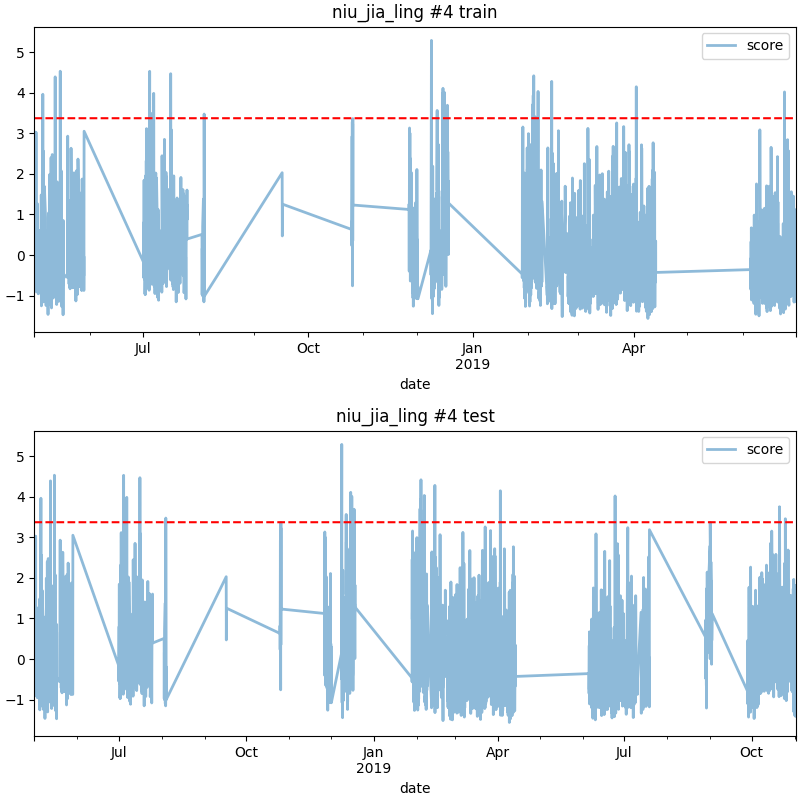 niu_jia_ling #4 train
score
5
4
3
2
1
0
−1
Jul
Oct
Jan
2019
Apr
date
niu_jia_ling #4 test
score
5
4
3
2
1
0
−1
Jul
Oct
Jan
2019
Apr
Jul
Oct
date